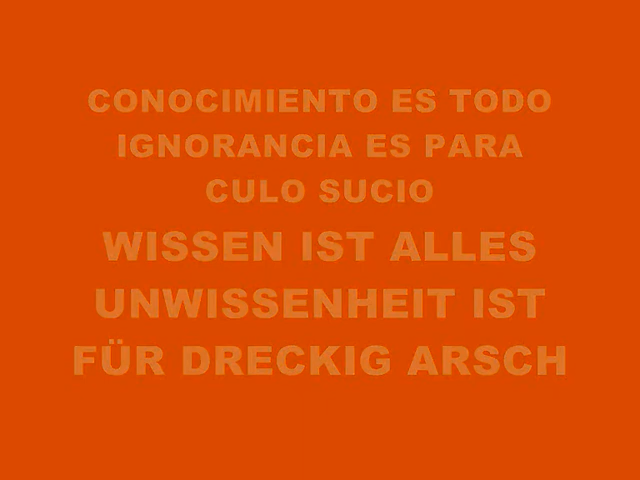 CONOCIMIENTO ES TODO
IGNORANCIA ES PARA
CULO SUCIO
WISSEN IST ALLES
UNWISSENHEIT IST
FÜR DRECKIG ARSCH